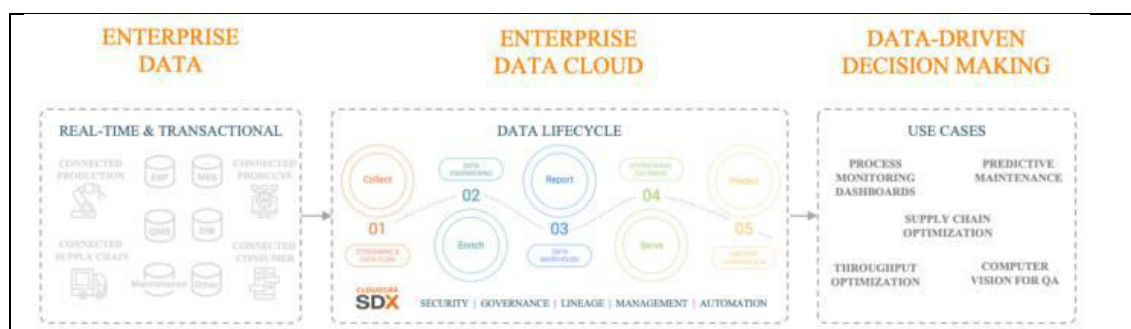 ENTERPRISE
DATA
REAL-TIME & TRANSACTIONAL
CONNECTED
PRODUCTION
ERP
MES
CONNECTED
PRODUCTS
QMS
DW
CONNECTED
SUPPLY CHAIN
Maintenance
Other
CONNECTED
CONSUMER
ENTERPRISE
DATA CLOUD
DATA LIFECYCLE
Collect
01
STREAMING &
DATA FLOW
DATA
ENGINEERING
02
Enrich
Report
03
DATA
WAREHOUSE
OPERATIONAL
DATABASE
04
Serve
Predict
05
CLOUDERA
SDX
SECURITY | GOVERNANCE | LINEAGE | MANAGEMENT | AUTOMATION
DATA-DRIVEN
DECISION MAKING
USE CASES
PROCESS
MONITORING
DASHBOARDS
PREDICTIVE
MAINTENANCE
SUPPLY CHAIN
OPTIMIZATION
THROUGHPUT
OPTIMIZATION
COMPUTER
VISION FOR QA